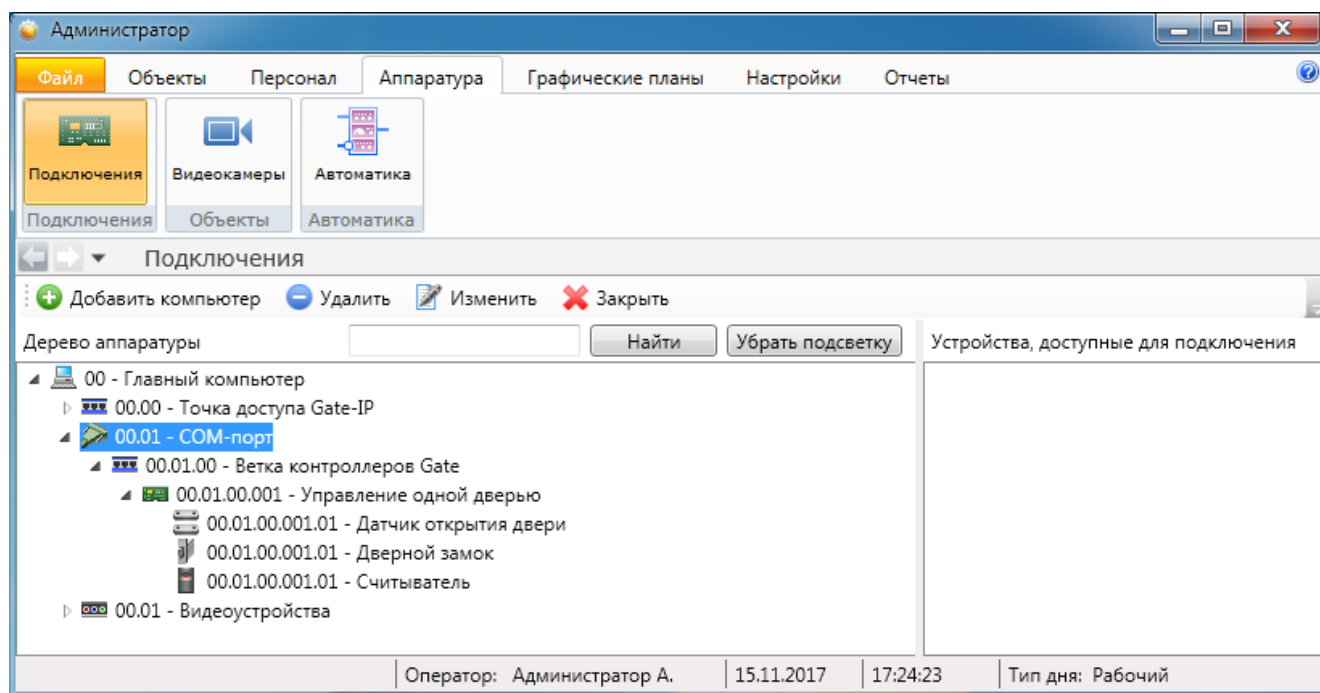 Администратор
Файл Объекты Персонал Аппаратура Графические планы Настройки Отчеты
Подключения Видеокамеры Автоматика
Подключения Объекты Автоматика
Подключения
Добавить компьютер Удалить Изменить Закрыть
Дерево аппаратуры Найти Убрать подсветку Устройства, доступные для подключения
00 - Главный компьютер
00.00 - Точка доступа Gate-IP
00.01 - COM-порт
00.01.00 - Ветка контроллеров Gate
00.01.00.001 - Управление одной дверью
00.01.00.001.01 - Датчик открытия двери
00.01.00.001.01 - Дверной замок
00.01.00.001.01 - Считыватель
00.01 - Видеоустройства
Оператор: Администратор А. 15.11.2017 17:24:23 Тип дня: Рабочий